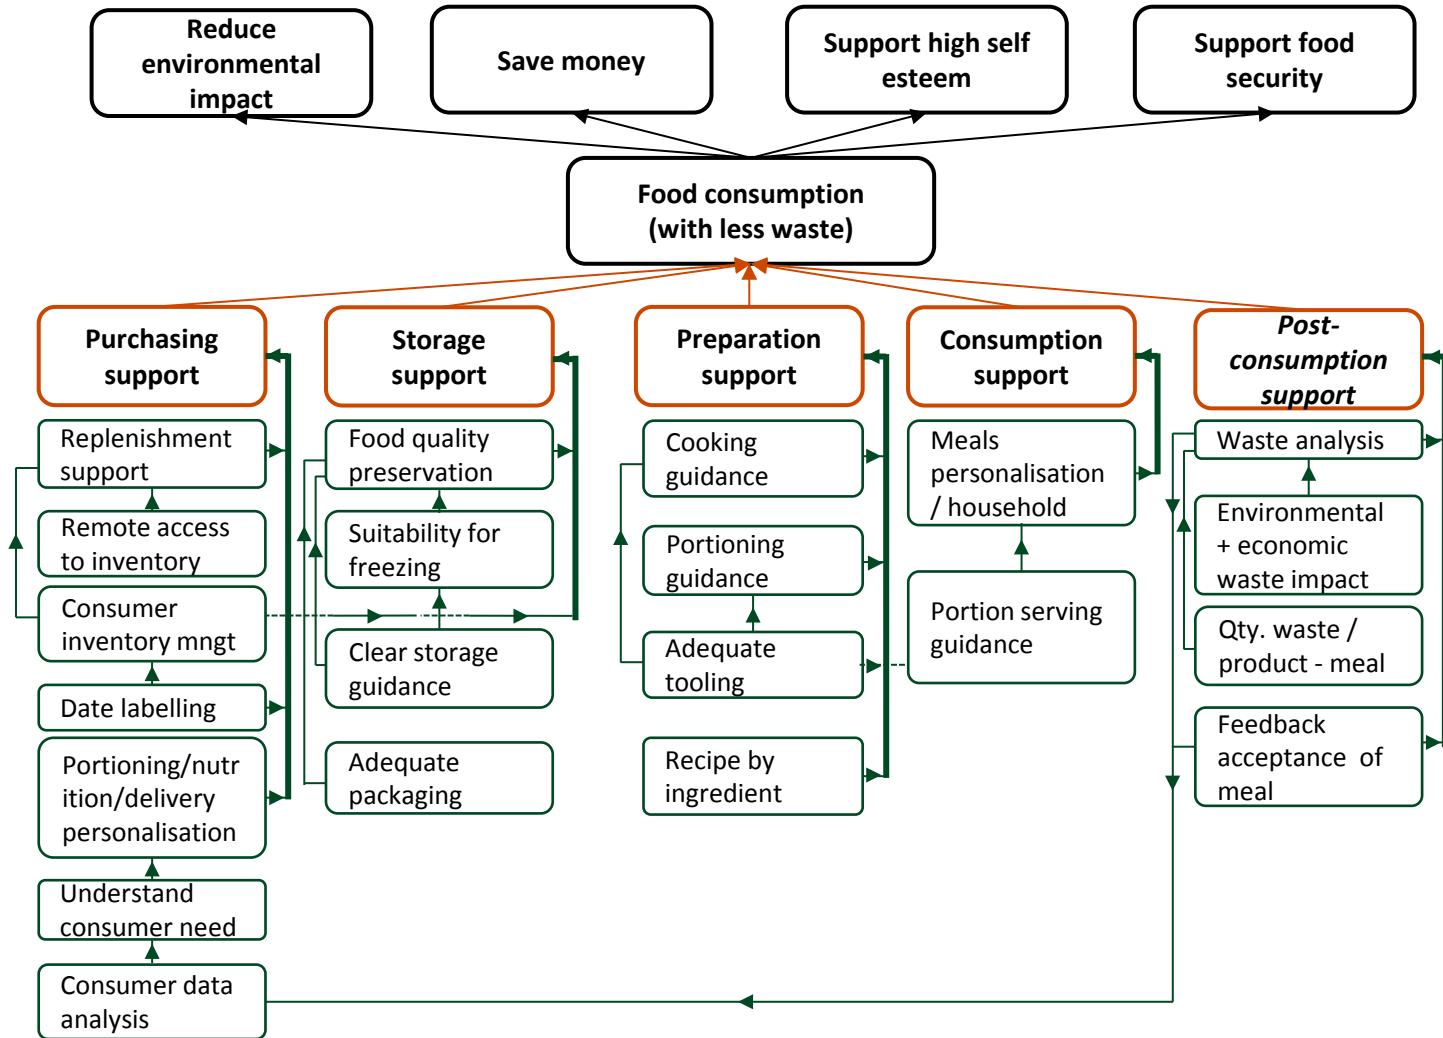 Reduce
environmental
impact
Save money
Support high self
esteem
Support food
security
Food consumption
(with less waste)
Purchasing
support
Storage
support
Preparation
support
Consumption
support
Post-
consumption
support
Replenishment
support
Remote access
to inventory
Consumer
inventory mngt
Date labelling
Portioning/nutr
ition/delivery
personalisation
Understand
consumer need
Consumer data
analysis
Food quality
preservation
Suitability for
freezing
Clear storage
guidance
Adequate
packaging
Cooking
guidance
Portioning
guidance
Adequate
tooling
Recipe by
ingredient
Meals
personalisation
/ household
Portion serving
guidance
Waste analysis
Environmental
+ economic
waste impact
Qty. waste /
product - meal
Feedback
acceptance of
meal